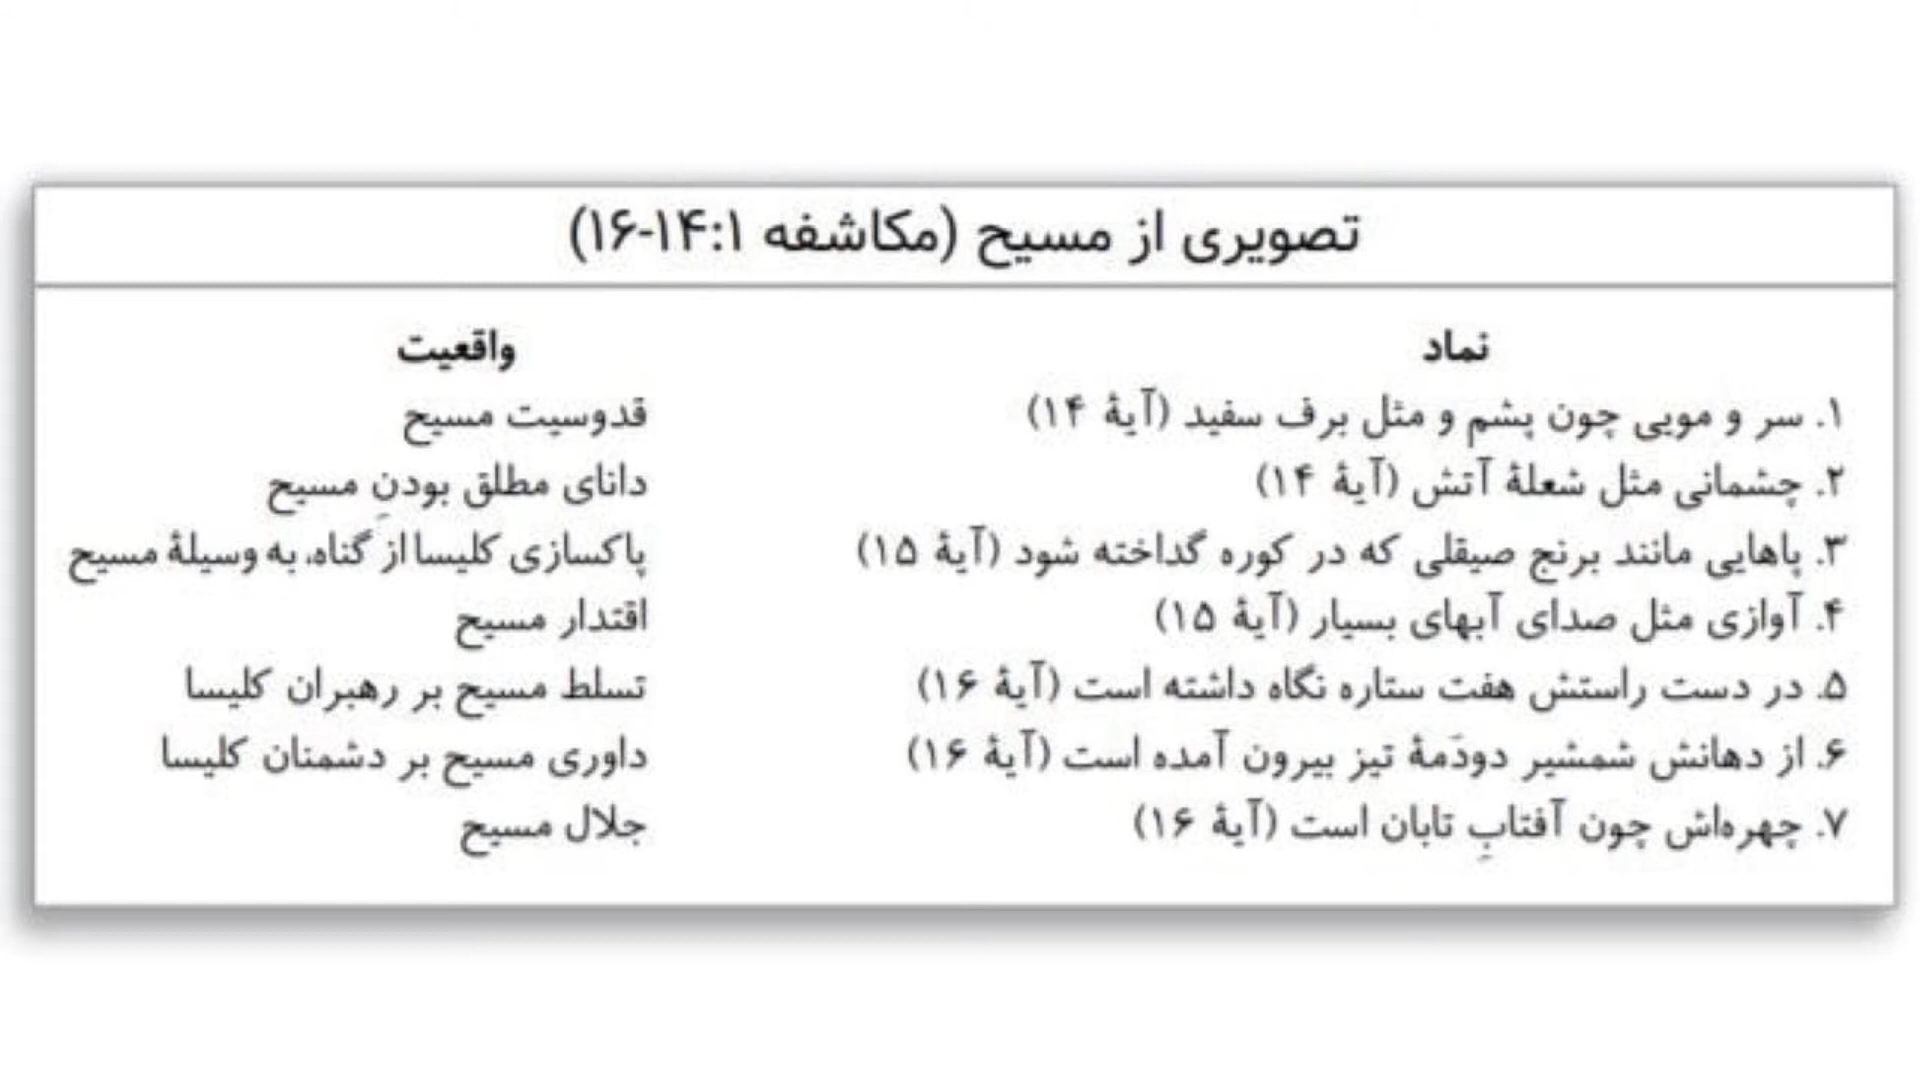 تصویری از مسیح (مکاشفه ۱:‏۱۴-۱۶)
نماد	واقعیت
۱. سر و مویی چون پشم و مثل برف سفید (آیهٔ ۱۴)	قدوسیت مسیح
۲. چشمانی مثل شعلهٔ آتش (آیهٔ ۱۴)	دانای مطلق بودنِ مسیح
۳. پاهایی مانند برنج صیقلی که در کوره گداخته شود (آیهٔ ۱۵)	پاکسازی کلیسا از گناه، به وسیلهٔ مسیح
۴. آوازی مثل صدای آبهای بسیار (آیهٔ ۱۵)	اقتدار مسیح
۵. در دست راستش هفت ستاره نگاه داشته است (آیهٔ ۱۶)	تسلط مسیح بر رهبران کلیسا
۶. از دهانش شمشیر دودَمهٔ تیز بیرون آمده است (آیهٔ ۱۶)	داوری مسیح بر دشمنان کلیسا
۷. چهره‌اش چون آفتابِ تابان است (آیهٔ ۱۶)	جلال مسیح